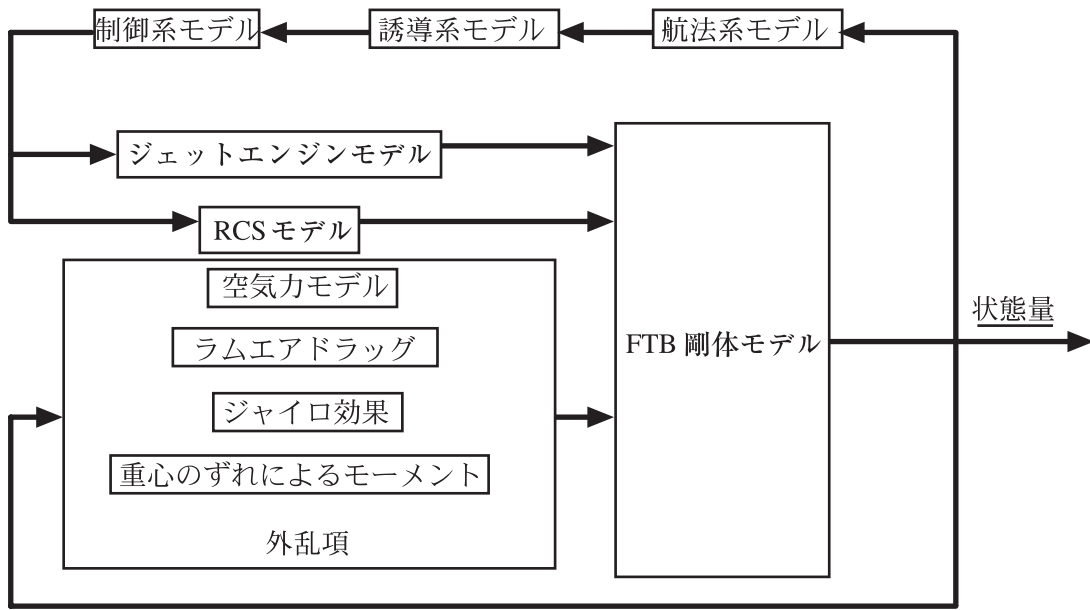 制御系モデル
誘導系モデル
航法系モデル
ジェットエンジンモデル
RCSモデル
空気力モデル
ラムエアドラッグ
ジャイロ効果
重心のずれによるモーメント
外乱項
FTB 剛体モデル
状態量